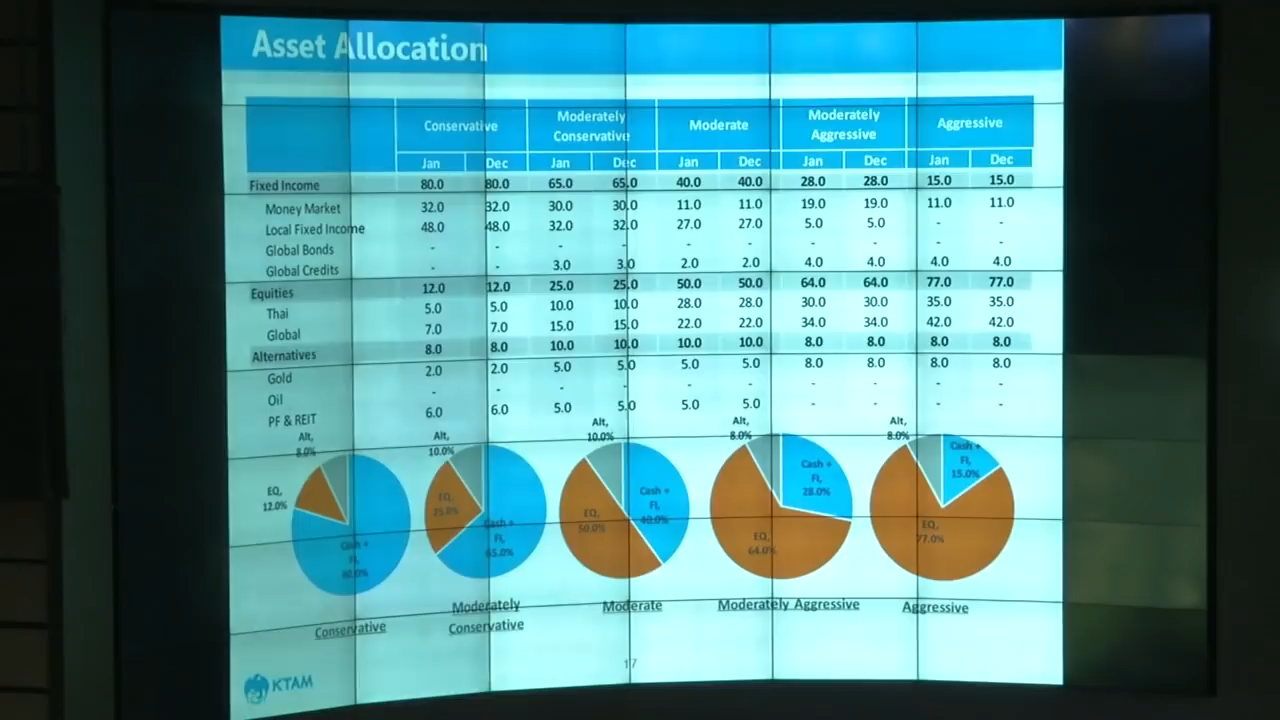 Asset Allocation
Conservative Moderately Conservative Moderate Moderately Aggressive Aggressive
Jan Dec Jan Dec Jan Dec Jan Dec Jan Dec
Fixed Income 80.0 80.0 65.0 65.0 40.0 40.0 28.0 28.0 15.0 15.0
Money Market 32.0 32.0 30.0 30.0 11.0 11.0 19.0 19.0 11.0 11.0
Local Fixed Income 48.0 48.0 32.0 32.0 27.0 27.0 5.0 5.0 - -
Global Bonds - - - - - - - - - -
Global Credits - - 3.0 3.0 2.0 2.0 4.0 4.0 4.0 4.0
Equities 12.0 12.0 25.0 25.0 50.0 50.0 64.0 64.0 77.0 77.0
Thai 5.0 5.0 10.0 10.0 28.0 28.0 30.0 30.0 35.0 35.0
Global 7.0 7.0 15.0 15.0 22.0 22.0 34.0 34.0 42.0 42.0
Alternatives 8.0 8.0 10.0 10.0 10.0 10.0 8.0 8.0 8.0 8.0
Gold 2.0 2.0 5.0 5.0 5.0 5.0 8.0 8.0 8.0 8.0
Oil - - - - - - - - - -
PF & REIT 6.0 6.0 5.0 5.0 5.0 5.0 - - - -
Alt, 8.0%
EQ, 12.0%
Cash + FI, 80.0%
Conservative
Alt, 10.0%
EQ, 25.0%
Cash + FI, 65.0%
Moderately
Conservative
Alt, 10.0%
EQ, 50.0%
Cash + FI, 40.0%
Moderate
Alt, 8.0%
Cash + FI, 28.0%
EQ, 64.0%
Moderately Aggressive
Alt, 8.0%
Cash + FI, 15.0%
EQ, 77.0%
Aggressive
17
KTAM